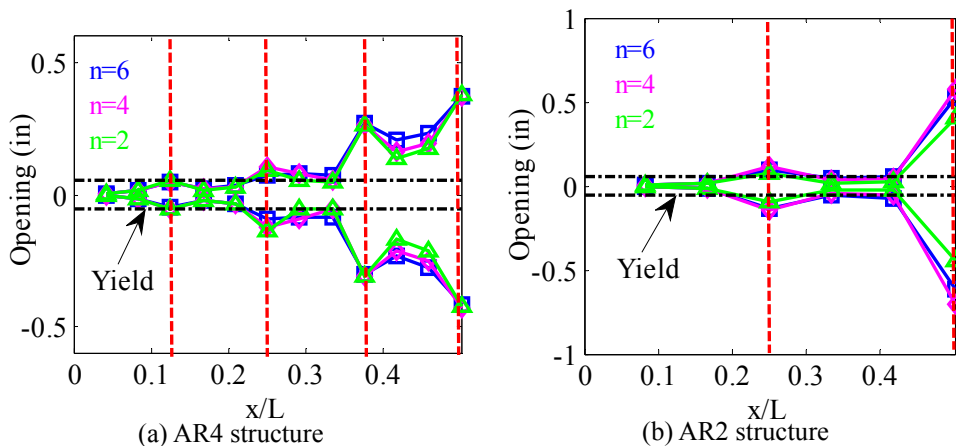 0.5
0
-0.5
Opening (in)
n=6
n=4
n=2
Yield
0
0.1
0.2
0.3
0.4
x/L
(a) AR4 structure
1
0.5
0
-0.5
-1
Opening (in)
n=6
n=4
n=2
Yield
0
0.1
0.2
0.3
0.4
x/L
(b) AR2 structure